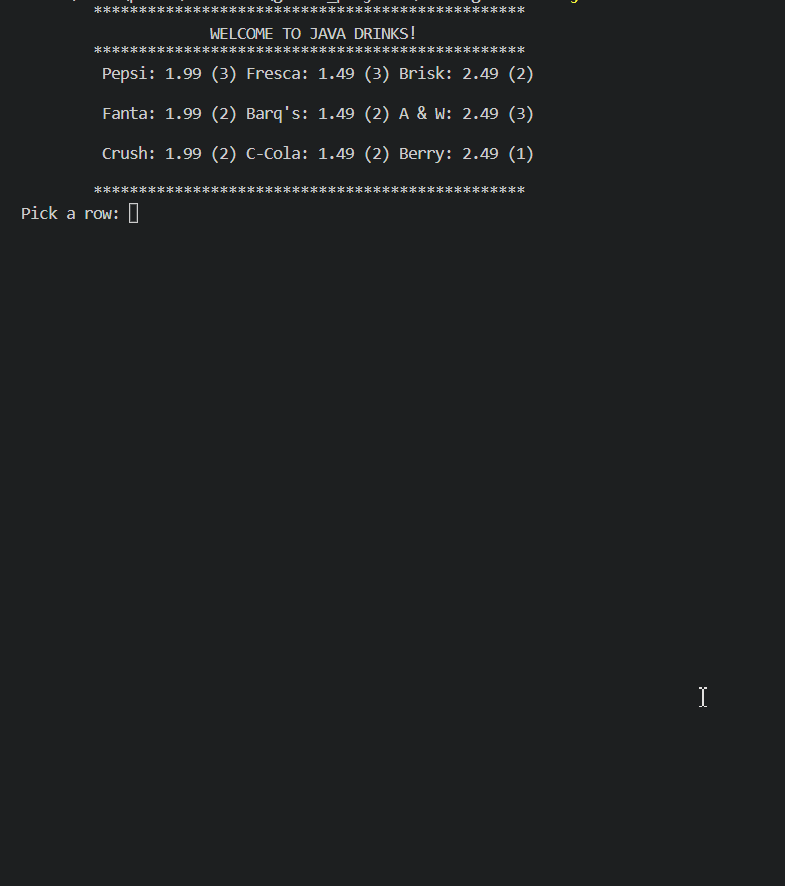 ************************************************
WELCOME TO JAVA DRINKS!
************************************************
Pepsi: 1.99 (3) Fresca: 1.49 (3) Brisk: 2.49 (2)
Fanta: 1.99 (2) Barq's: 1.49 (2) A & W: 2.49 (3)
Crush: 1.99 (2) C-Cola: 1.49 (2) Berry: 2.49 (1)
************************************************
Pick a row: